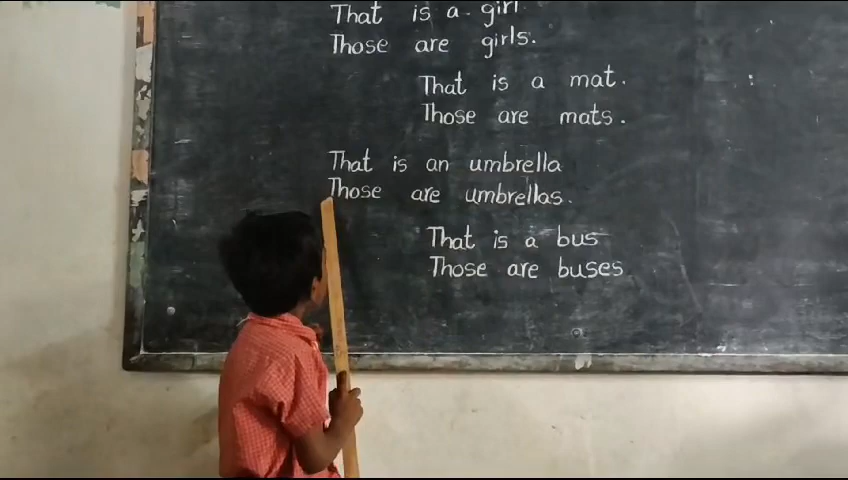 That is a girl
Those are girls.
That is a mat.
Those are mats.
That is an umbrella
Those are umbrellas.
That is a bus
Those are buses